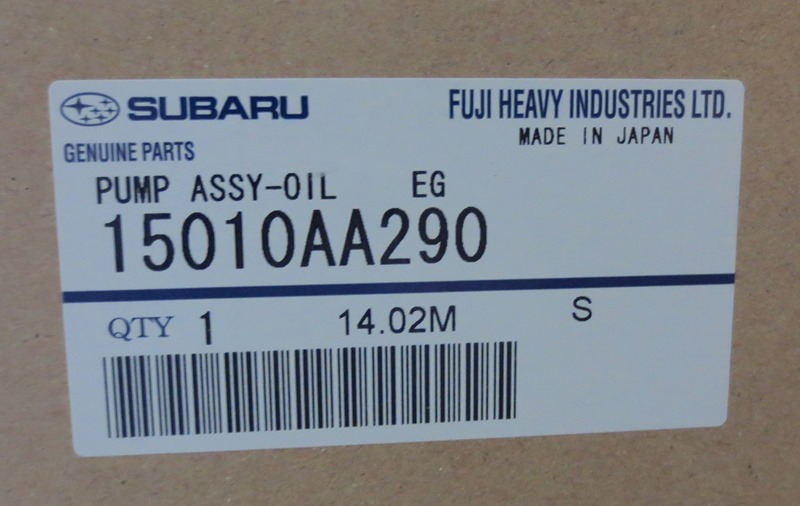 SUBARU
FUJI HEAVY INDUSTRIES LTD.
MADE IN JAPAN
GENUINE PARTS
PUMP ASSY-OIL EG
15010AA290
QTY 1 14.02M S